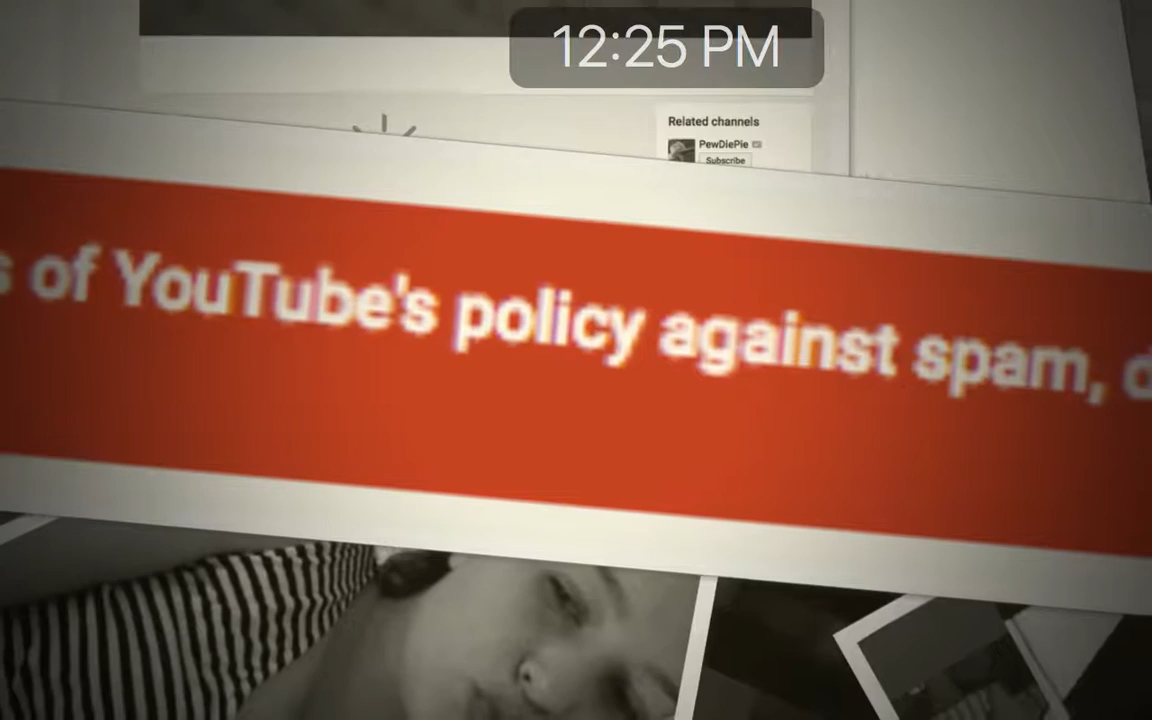 12:25 PM
Related channels
PewDiePie
Subscribe
of YouTube's policy against spam,